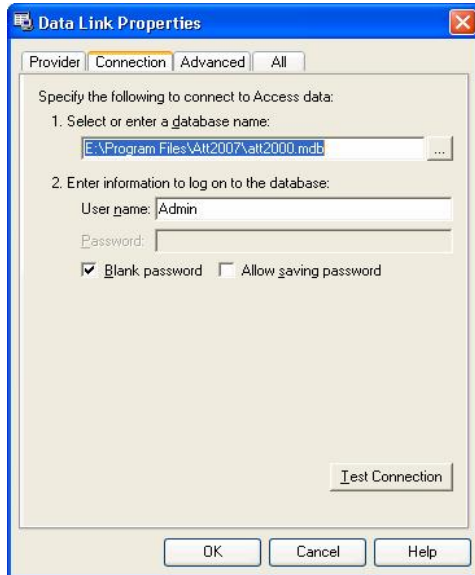 Data Link Properties
Provider Connection Advanced All
Specify the following to connect to Access data:
1. Select or enter a database name:
E:\Program Files\Att2007\att2000.mdb ...
2. Enter information to log on to the database:
User name: Admin
Password:
Blank password Allow saving password
Test Connection
OK Cancel Help